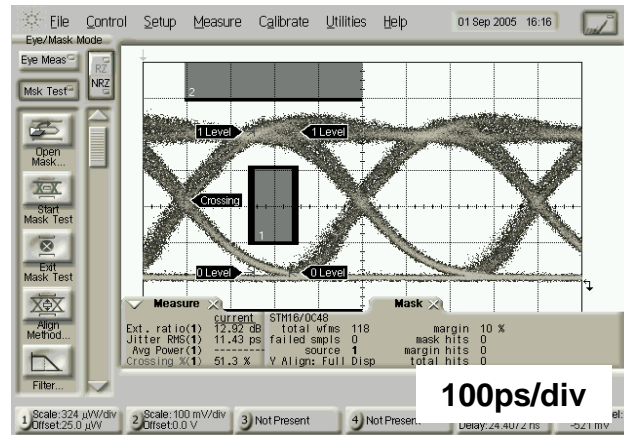 File Control Setup Measure Calibrate Utilities Help 01 Sep 2005 16:16
Eye/Mask Mode
Eye Meas
RZ
NRZ
Msk Test
Open
Mask...
Start
Mask Test
Exit
Mask Test
Align
Method...
Filter...
2
1 Level
1 Level
Crossing
1
0 Level
0 Level
Measure
current
Ext. ratio(1) 12.92 dB
Jitter RMS(1) 11.43 ps
Avg Power(1) ---------
Crossing %(1) 51.3 %
Mask
STM16/OC48
total wfms 118 margin 10 %
failed smpls 0 mask hits 0
source 1 margin hits 0
Y Align: Full Disp total hits 0
100ps/div
1 Scale:324 µW/div
Offset:25.0 µW
2 Scale:100 mV/div
Offset:0.0 V
3 Not Present
4 Not Present
Delay:24.4072 ns
-521 mV